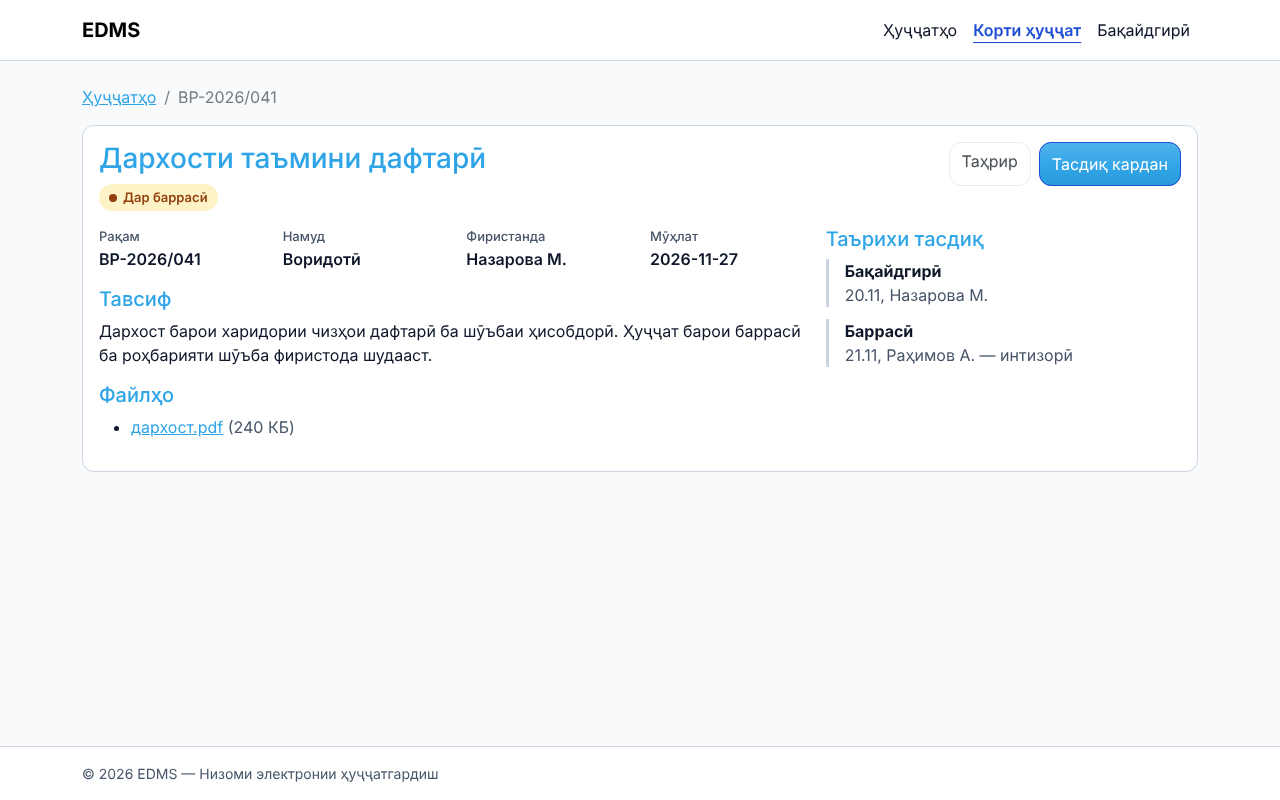 EDMS
Ҳуҷҷатҳо
Корти ҳуҷҷат
Бақайдгирӣ
Ҳуҷҷатҳо / ВР-2026/041
Дархости таъмини дафтарӣ
Таҳрир
Тасдиқ кардан
Дар баррасӣ
Рақам
ВР-2026/041
Намуд
Воридотӣ
Фиристанда
Назарова М.
Мӯҳлат
2026-11-27
Тавсиф
Дархост барои харидории чизҳои дафтарӣ ба шӯъбаи ҳисобдорӣ. Ҳуҷҷат барои баррасӣ
ба роҳбарияти шӯъба фиристода шудааст.
Файлҳо
дархост.pdf (240 КБ)
Таърихи тасдиқ
Бақайдгирӣ
20.11, Назарова М.
Баррасӣ
21.11, Раҳимов А. — интизорӣ
© 2026 EDMS — Низоми электронии ҳуҷҷатгардиш